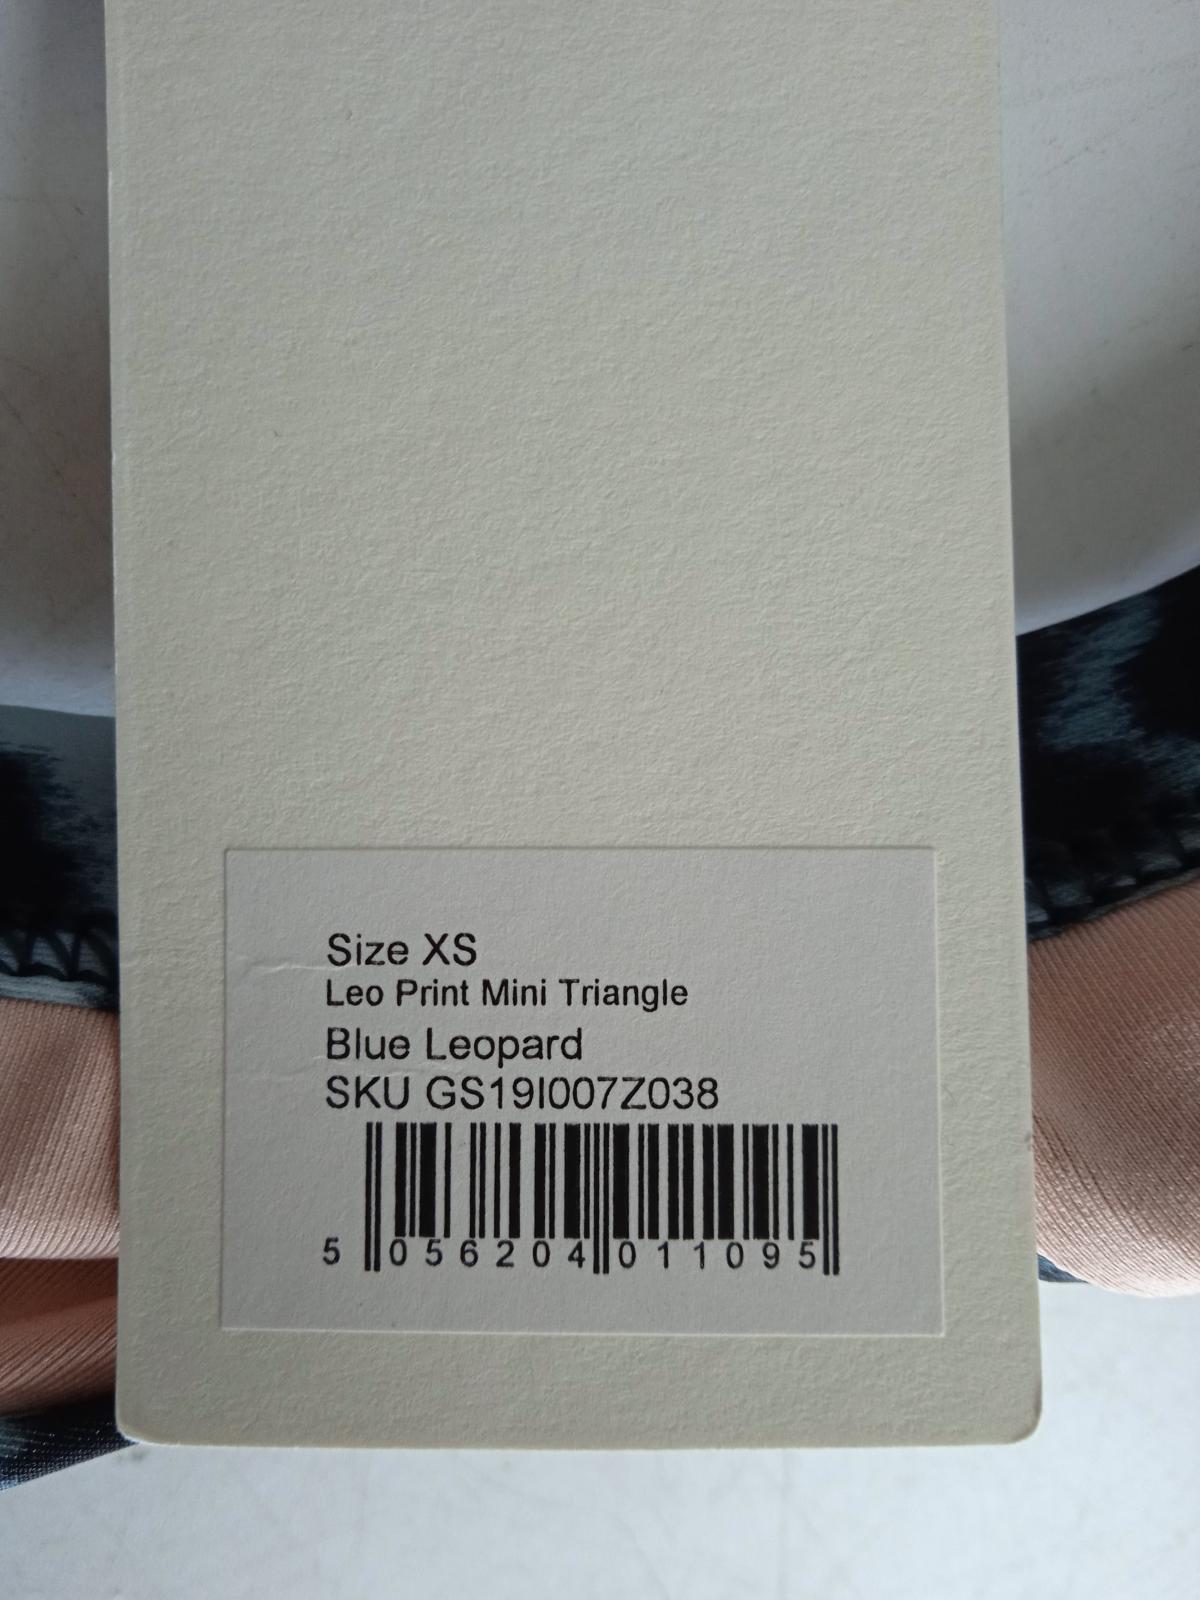 Size XS
Leo Print Mini Triangle
Blue Leopard
SKU GS19I007Z038
5 056204 011095